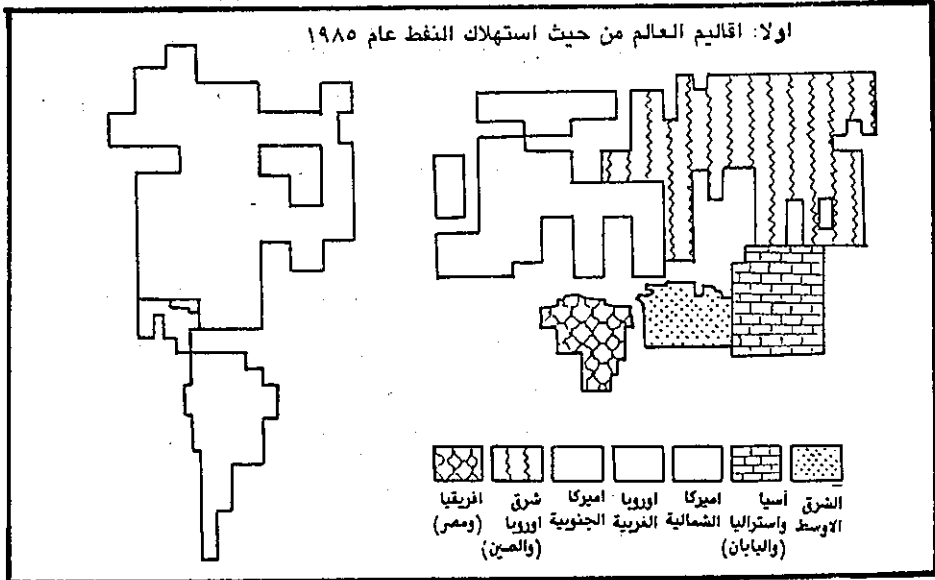 اولا: اقاليم العالم من حيث استهلاك النفط عام ١٩٨٥
الشرق الاوسط
آسيا واستراليا (واليابان)
اميركا الشمالية
اوروبا الغربية
اميركا الجنوبية
شرق اوروبا (والصين)
افريقيا (ومصر)